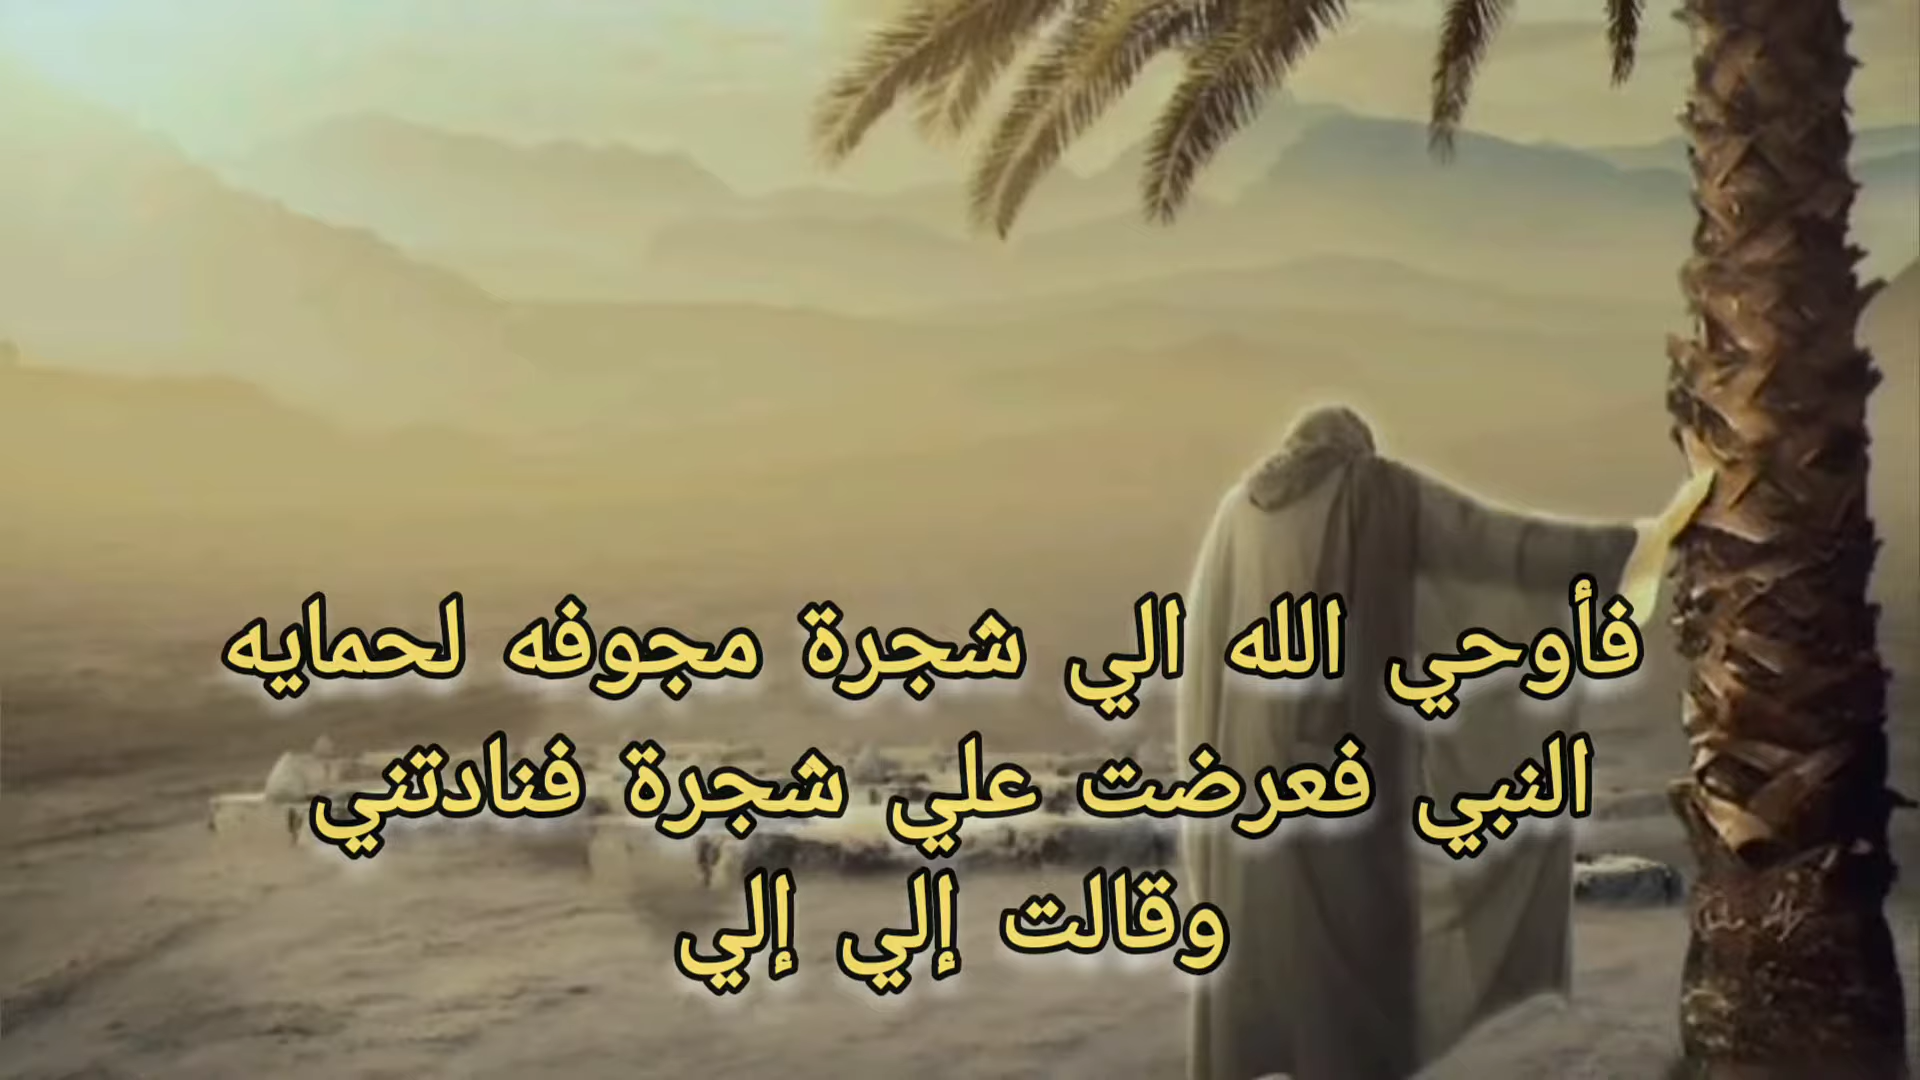 فأوحي الله الي شجرة مجوفه لحمايه
النبي فعرضت علي شجرة فنادتني
وقالت إلي إلي